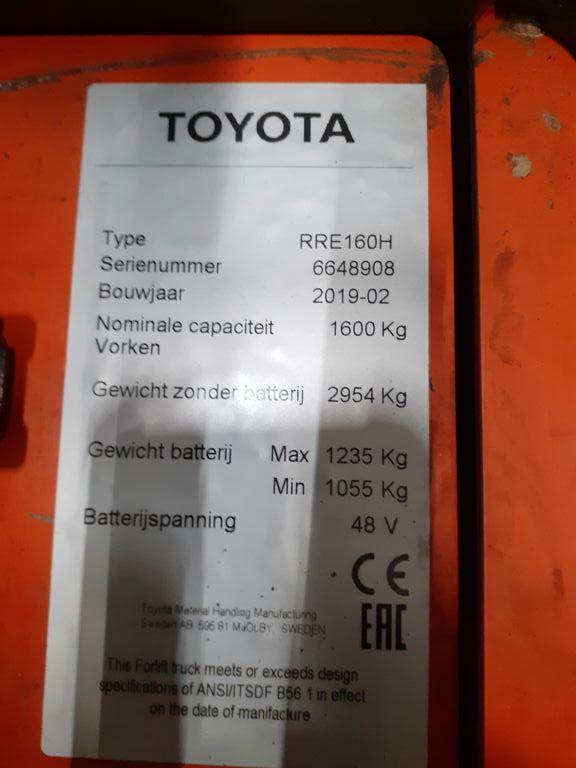 TOYOTA
Type RRE160H
Serienummer 6648908
Bouwjaar 2019-02
Nominale capaciteit 1600 Kg
Vorken
Gewicht zonder batterij 2954 Kg
Gewicht batterij Max 1235 Kg
Min 1055 Kg
Batterijspanning 48 V
CE
EAC
Toyota Material Handling Manufacturing
Sweden AB, 595 81 MJÖLBY, SWEDEN
This Forlift truck meets or exceeds design
specifications of ANSI/ITSDF B56 1 in effect
on the date of manifacture